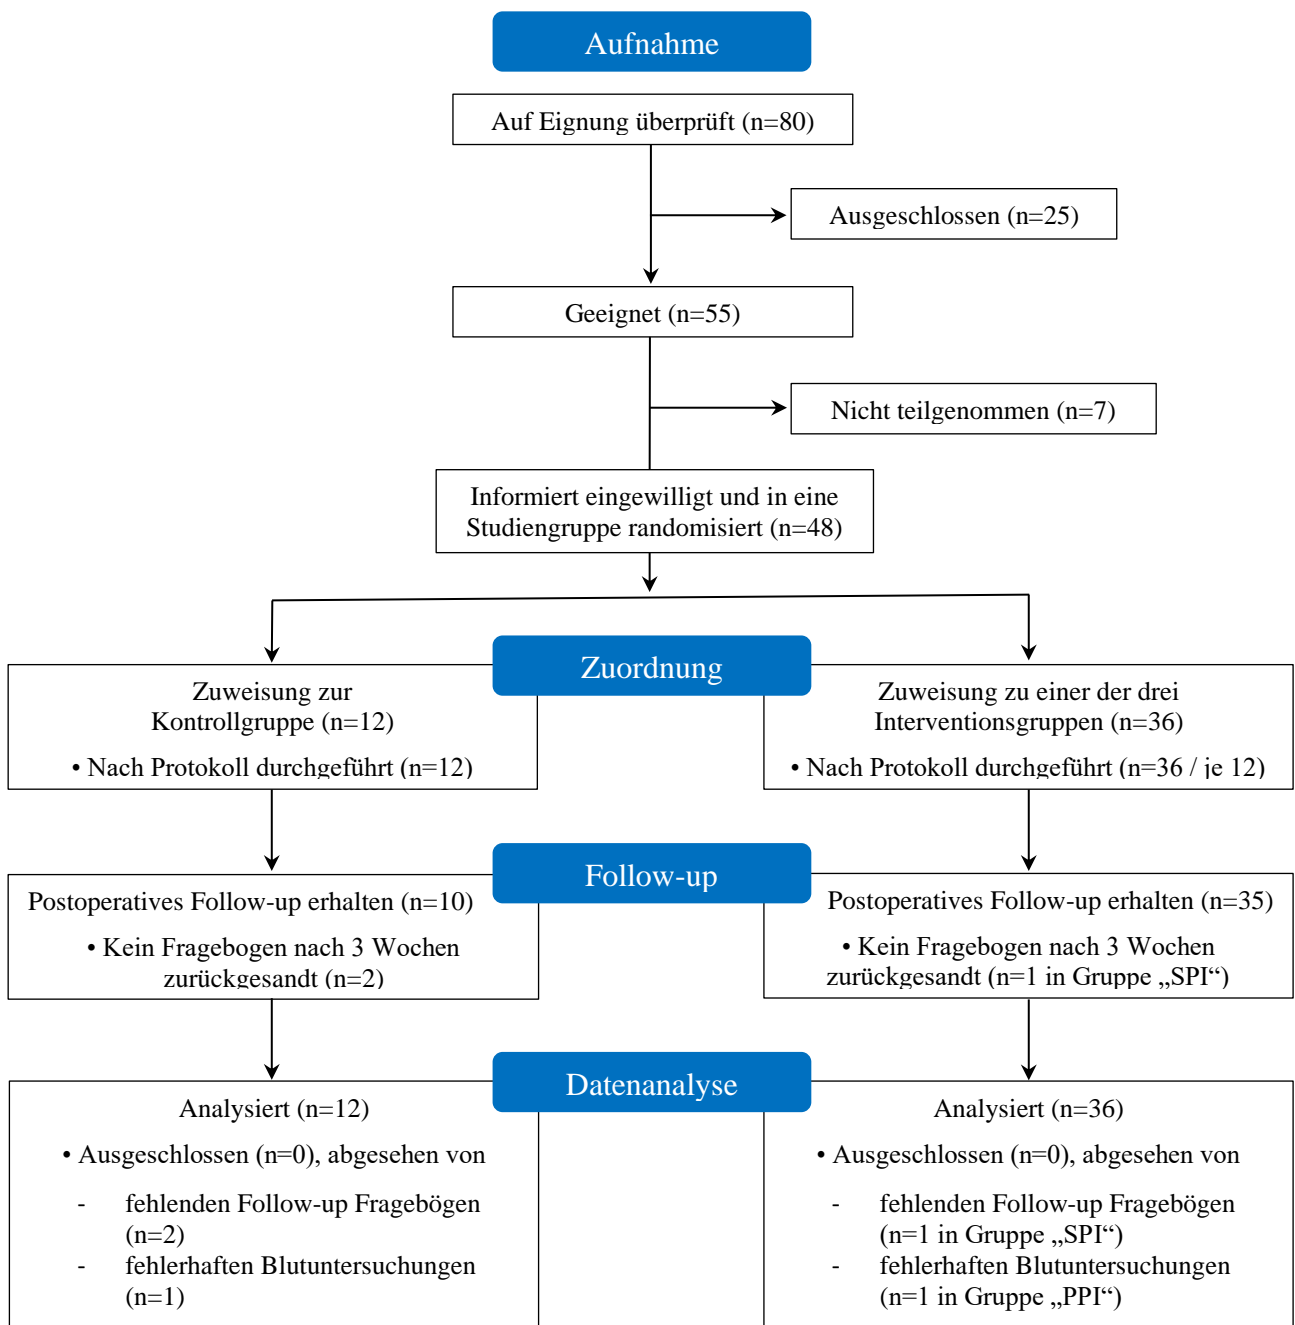 Aufnahme
Auf Eignung überprüft (n=80)
Ausgeschlossen (n=25)
Geeignet (n=55)
Nicht teilgenommen (n=7)
Informiert eingewilligt und in eine
Studiengruppe randomisiert (n=48)
Zuordnung
Zuweisung zur
Kontrollgruppe (n=12)
• Nach Protokoll durchgeführt (n=12)
Zuweisung zu einer der drei
Interventionsgruppen (n=36)
• Nach Protokoll durchgeführt (n=36 / je 12)
Follow-up
Postoperatives Follow-up erhalten (n=10)
• Kein Fragebogen nach 3 Wochen
zurückgesandt (n=2)
Postoperatives Follow-up erhalten (n=35)
• Kein Fragebogen nach 3 Wochen
zurückgesandt (n=1 in Gruppe „SPI“)
Datenanalyse
Analysiert (n=12)
• Ausgeschlossen (n=0), abgesehen von
- fehlenden Follow-up Fragebögen
(n=2)
- fehlerhaften Blutuntersuchungen
(n=1)
Analysiert (n=36)
• Ausgeschlossen (n=0), abgesehen von
- fehlenden Follow-up Fragebögen
(n=1 in Gruppe „SPI“)
- fehlerhaften Blutuntersuchungen
(n=1 in Gruppe „PPI“)